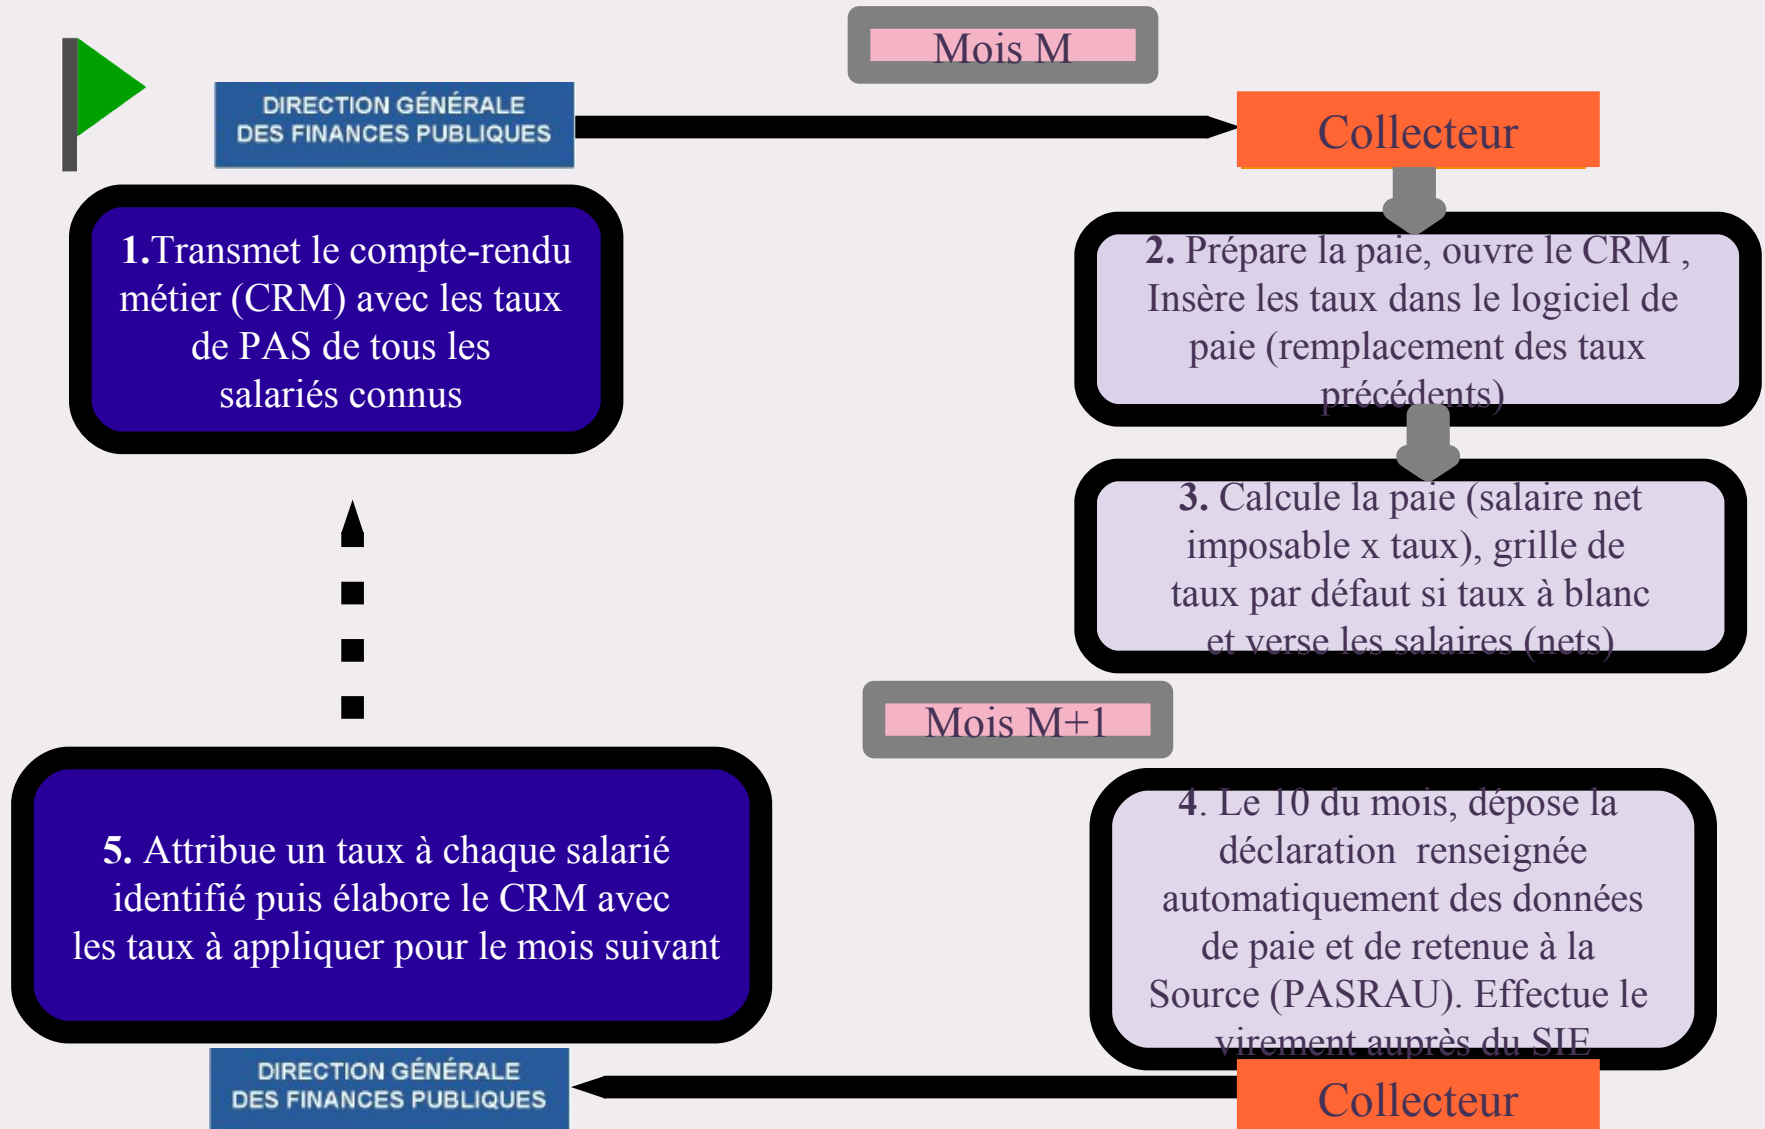 Mois M
DIRECTION GÉNÉRALE
DES FINANCES PUBLIQUES
Collecteur
1.Transmet le compte-rendu
métier (CRM) avec les taux
de PAS de tous les
salariés connus
2. Prépare la paie, ouvre le CRM ,
Insère les taux dans le logiciel de
paie (remplacement des taux
précédents)
3. Calcule la paie (salaire net
imposable x taux), grille de
taux par défaut si taux à blanc
et verse les salaires (nets)
Mois M+1
4. Le 10 du mois, dépose la
déclaration renseignée
automatiquement des données
de paie et de retenue à la
Source (PASRAU). Effectue le
virement auprès du SIE
Collecteur
5. Attribue un taux à chaque salarié
identifié puis élabore le CRM avec
les taux à appliquer pour le mois suivant
DIRECTION GÉNÉRALE
DES FINANCES PUBLIQUES